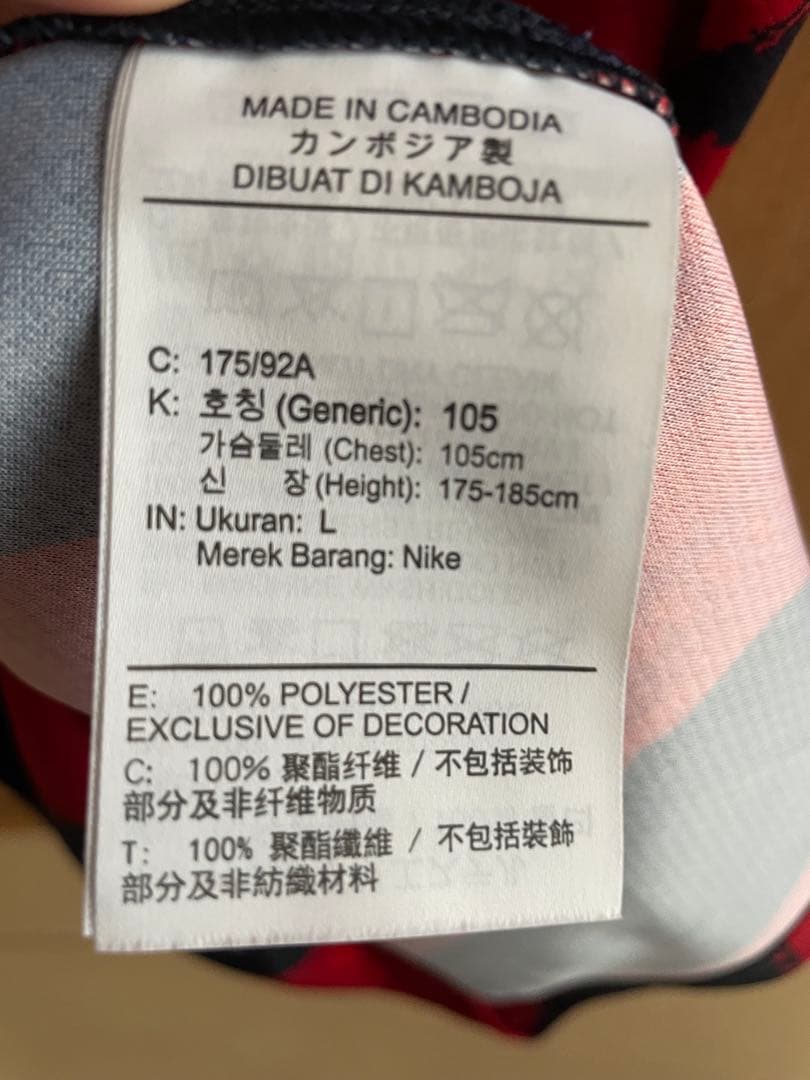 MADE IN CAMBODIA
カンボジア製
DIBUAT DI KAMBOJA
C: 175/92A
K: 호칭 (Generic): 105
가슴둘레 (Chest): 105cm
신 장 (Height): 175-185cm
IN: Ukuran: L
Merek Barang: Nike
E: 100% POLYESTER /
EXCLUSIVE OF DECORATION
C: 100% 聚酯纤维 / 不包括装饰
部分及非纤维物质
T: 100% 聚酯纖維 / 不包括裝飾
部分及非紡織材料